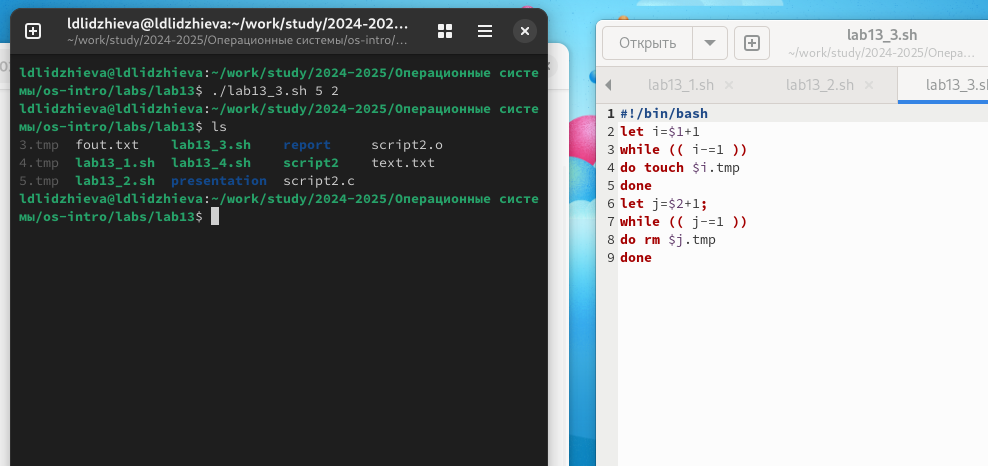 ldlidzhieva@ldlidzhieva:~/work/study/2024-202...
~/work/study/2024-2025/Операционные системы/os-intro/...
ldlidzhieva@ldlidzhieva:~/work/study/2024-2025/Операционные систе
мы/os-intro/labs/lab13$ ./lab13_3.sh 5 2
ldlidzhieva@ldlidzhieva:~/work/study/2024-2025/Операционные систе
мы/os-intro/labs/lab13$ ls
3.tmp fout.txt lab13_3.sh report script2.o
4.tmp lab13_1.sh lab13_4.sh script2 text.txt
5.tmp lab13_2.sh presentation script2.c
ldlidzhieva@ldlidzhieva:~/work/study/2024-2025/Операционные систе
мы/os-intro/labs/lab13$
Открыть
lab13_3.sh
~/work/study/2024-2025/Опера...
lab13_1.sh
lab13_2.sh
lab13_3.sh
1 #!/bin/bash
2 let i=$1+1
3 while (( i-=1 ))
4 do touch $i.tmp
5 done
6 let j=$2+1;
7 while (( j-=1 ))
8 do rm $j.tmp
9 done